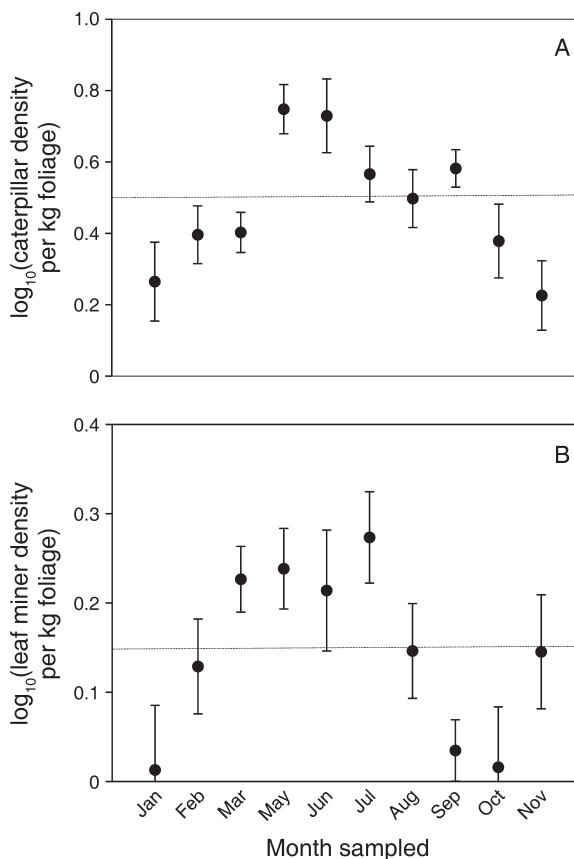 A
1.0
0.8
0.6
0.4
0.2
0
log10(caterpillar density
per kg foliage)
B
0.4
0.3
0.2
0.1
0
log10(leaf miner density
per kg foliage)
Jan Feb Mar May Jun Jul Aug Sep Oct Nov
Month sampled